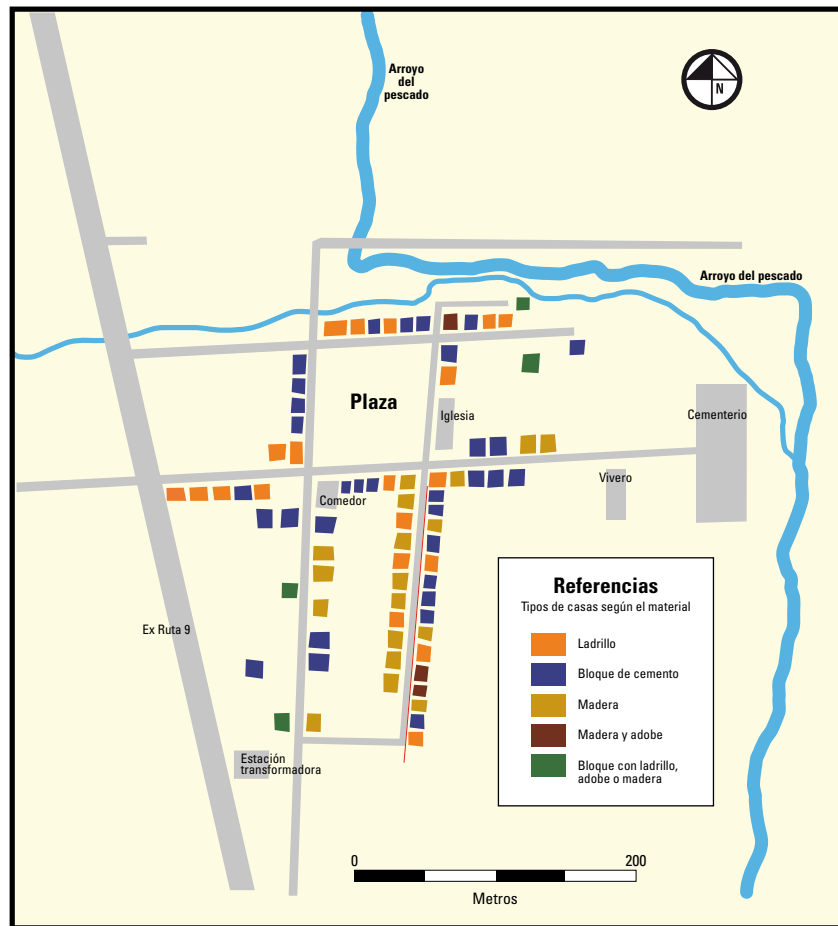 Arroyo
del
pescado
N
Arroyo del pescado
Plaza
Iglesia
Cementerio
Vivero
Comedor
Ex Ruta 9
Estación
transformadora
Referencias
Tipos de casas según el material
Ladrillo
Bloque de cemento
Madera
Madera y adobe
Bloque con ladrillo,
adobe o madera
0
200
Metros